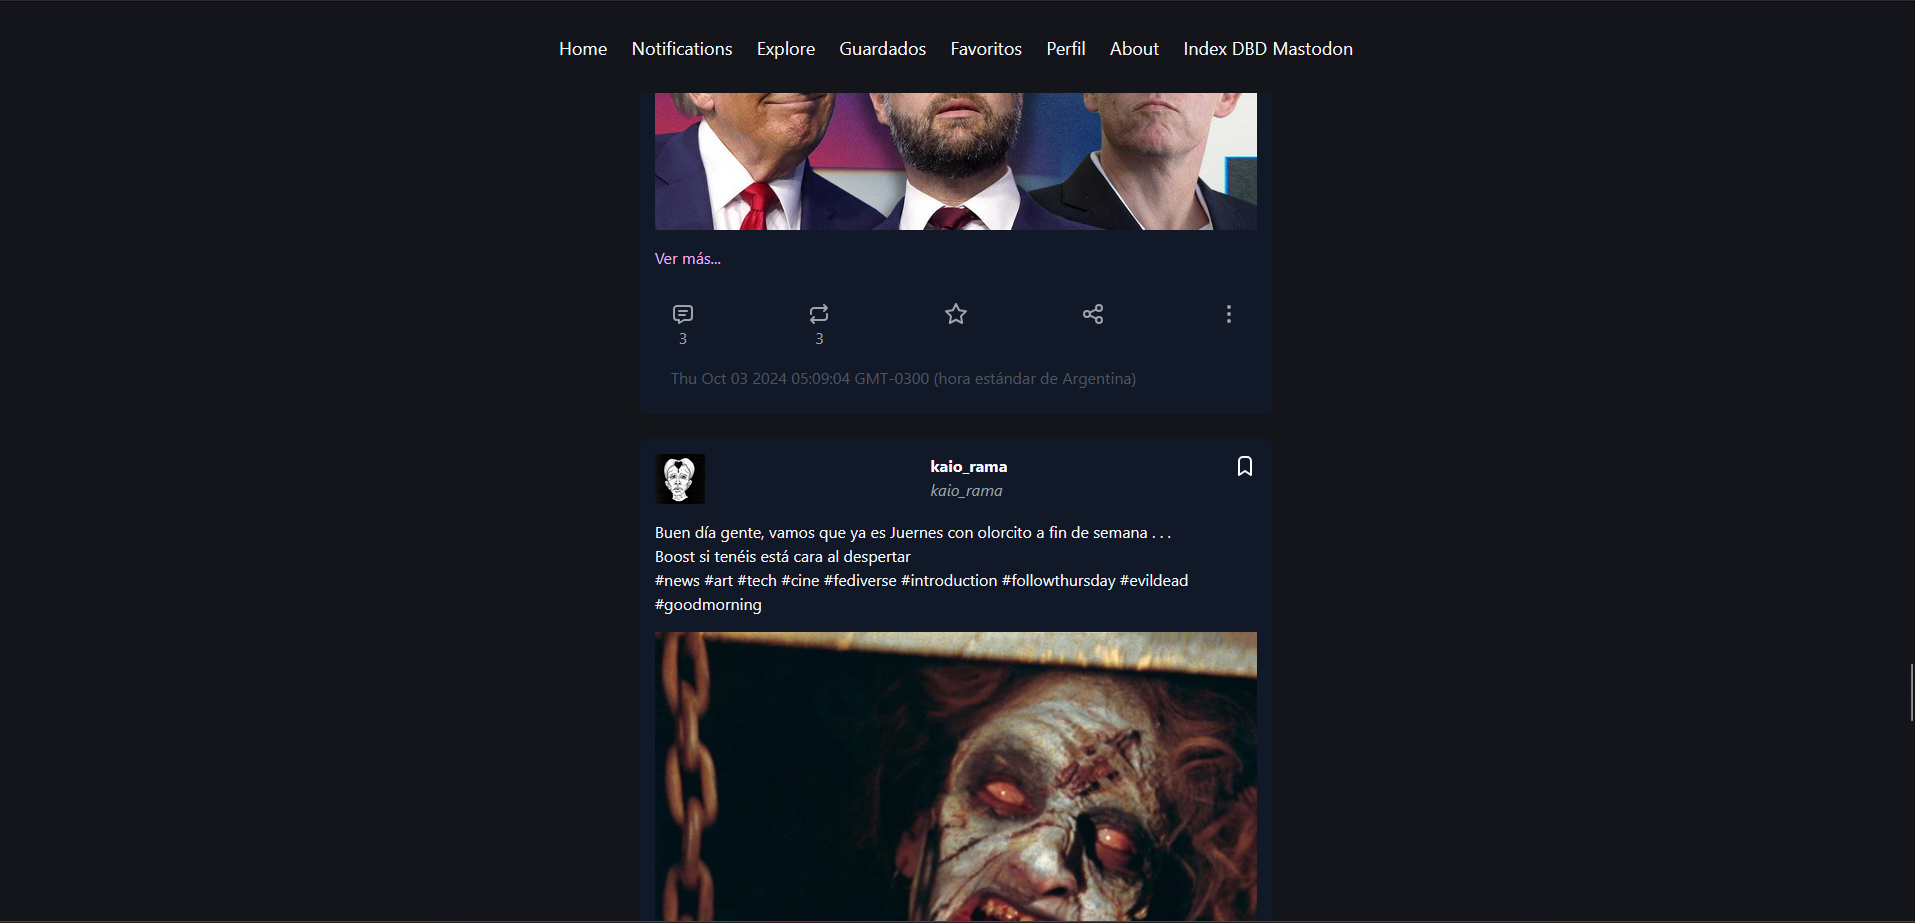 Home Notifications Explore Guardados Favoritos Perfil About Index DBD Mastodon
Ver más...
3 3
Thu Oct 03 2024 05:09:04 GMT-0300 (hora estándar de Argentina)
kaio_rama
kaio_rama
Buen día gente, vamos que ya es Juernes con olorcito a fin de semana . . .
Boost si tenéis está cara al despertar
#news #art #tech #cine #fediverse #introduction #followthursday #evildead
#goodmorning